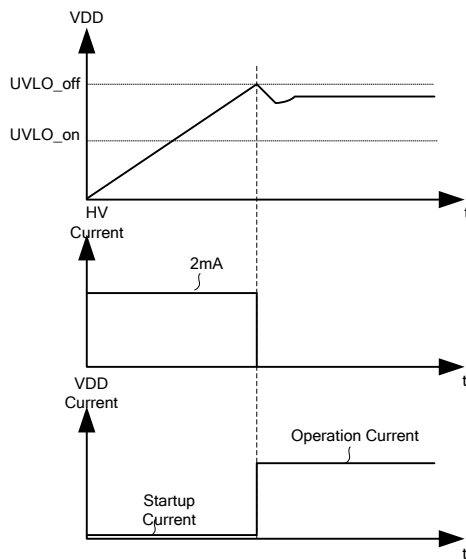 VDD
UVLO_off
UVLO_on
t
HV
Current
2mA
t
VDD
Current
Operation Current
Startup
Current
t